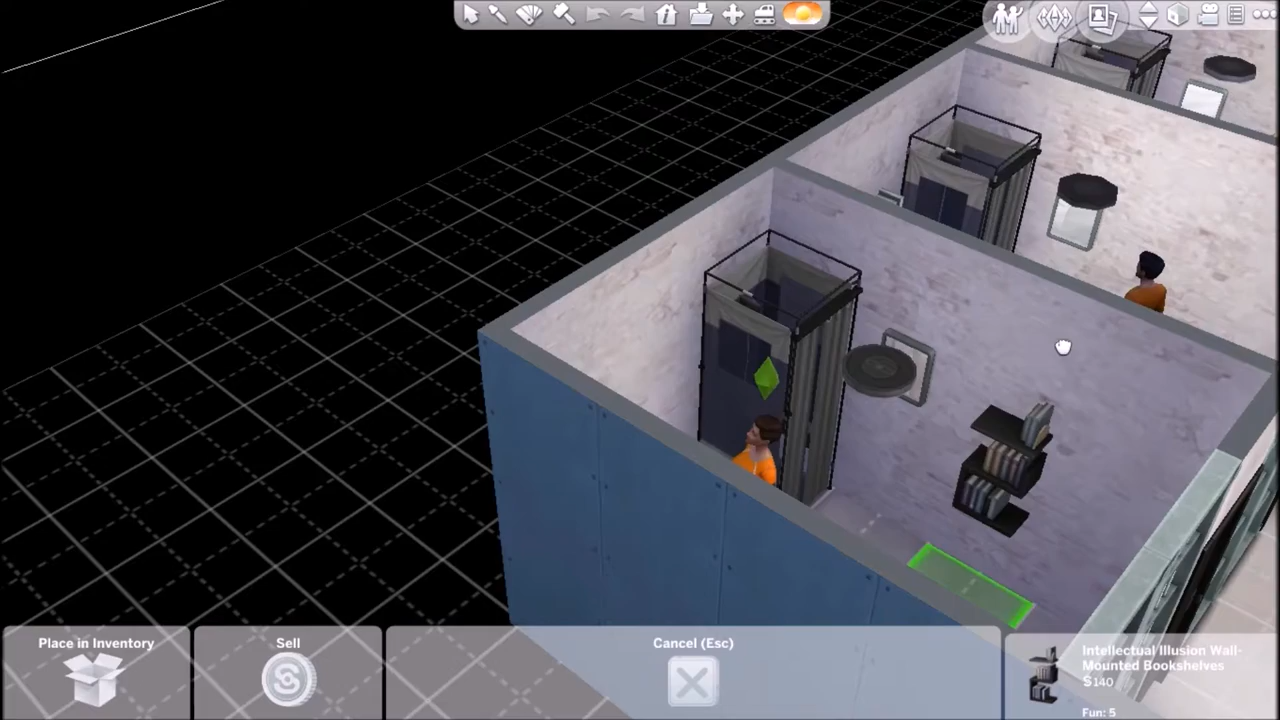 Place in Inventory
Sell
Cancel (Esc)
Intellectual Illusion Wall-
Mounted Bookshelves
§140
Fun: 5